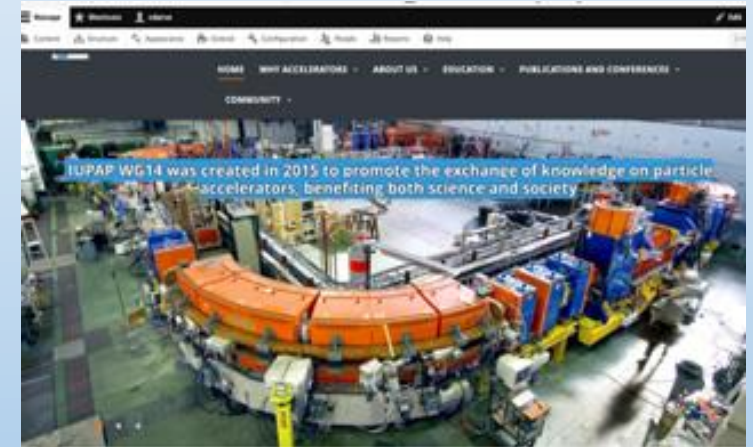 Manage Shortcuts
Content Structure Appearance Extend Configuration People Reports Help
HOME WHY ACCELERATORS ABOUT US EDUCATION PUBLICATIONS AND CONFERENCES
COMMUNITY
IUPAP WG14 was created in 2015 to promote the exchange of knowledge on particle
accelerators, benefiting both science and society